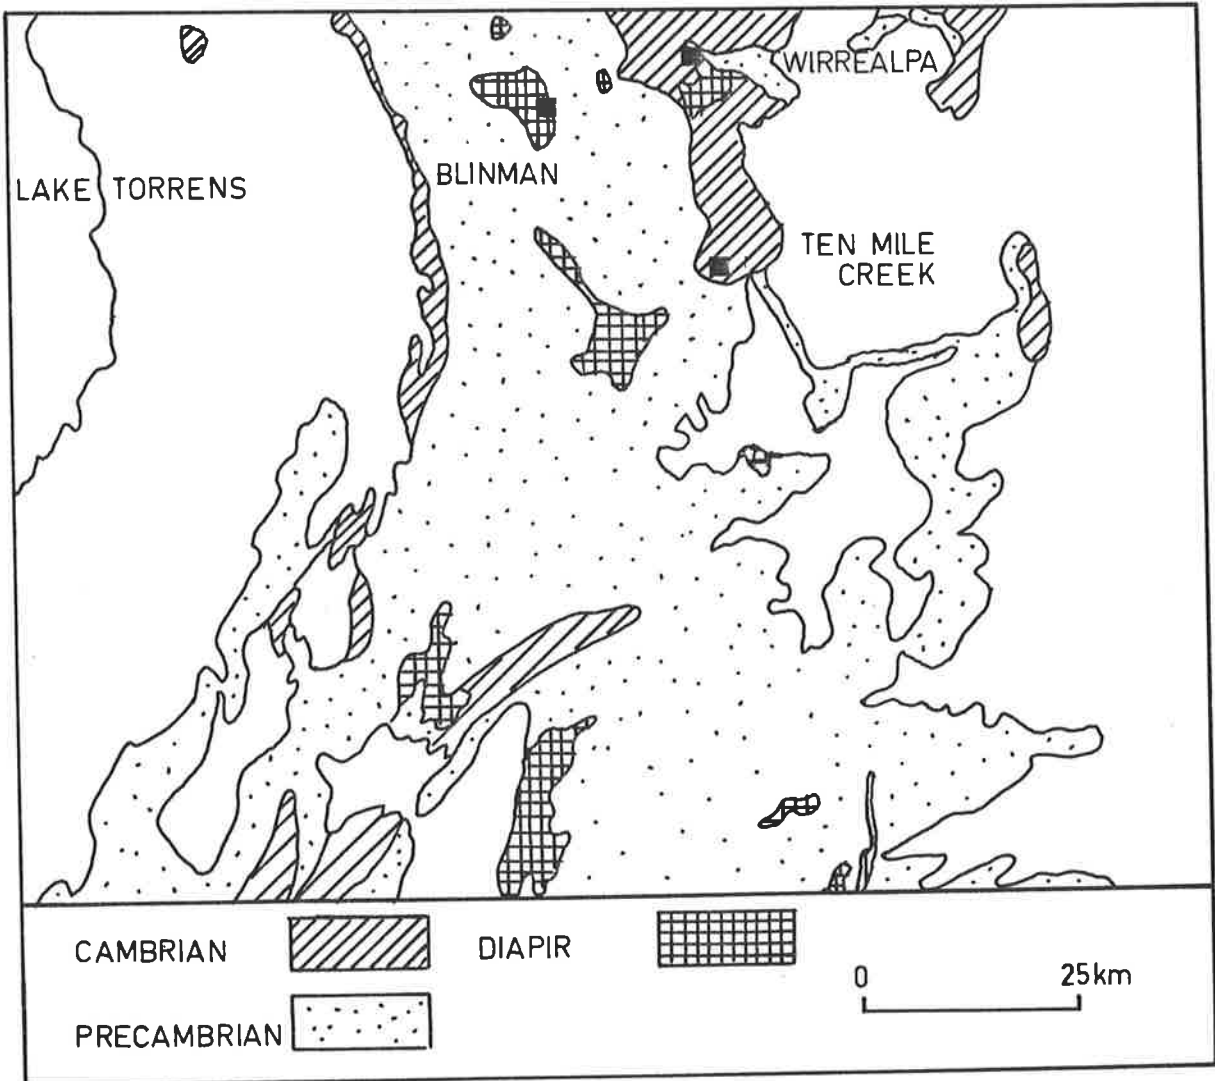 WIRREALPA
BLINMAN
LAKE TORRENS
TEN MILE
CREEK
CAMBRIAN
DIAPIR
0 25km
PRECAMBRIAN